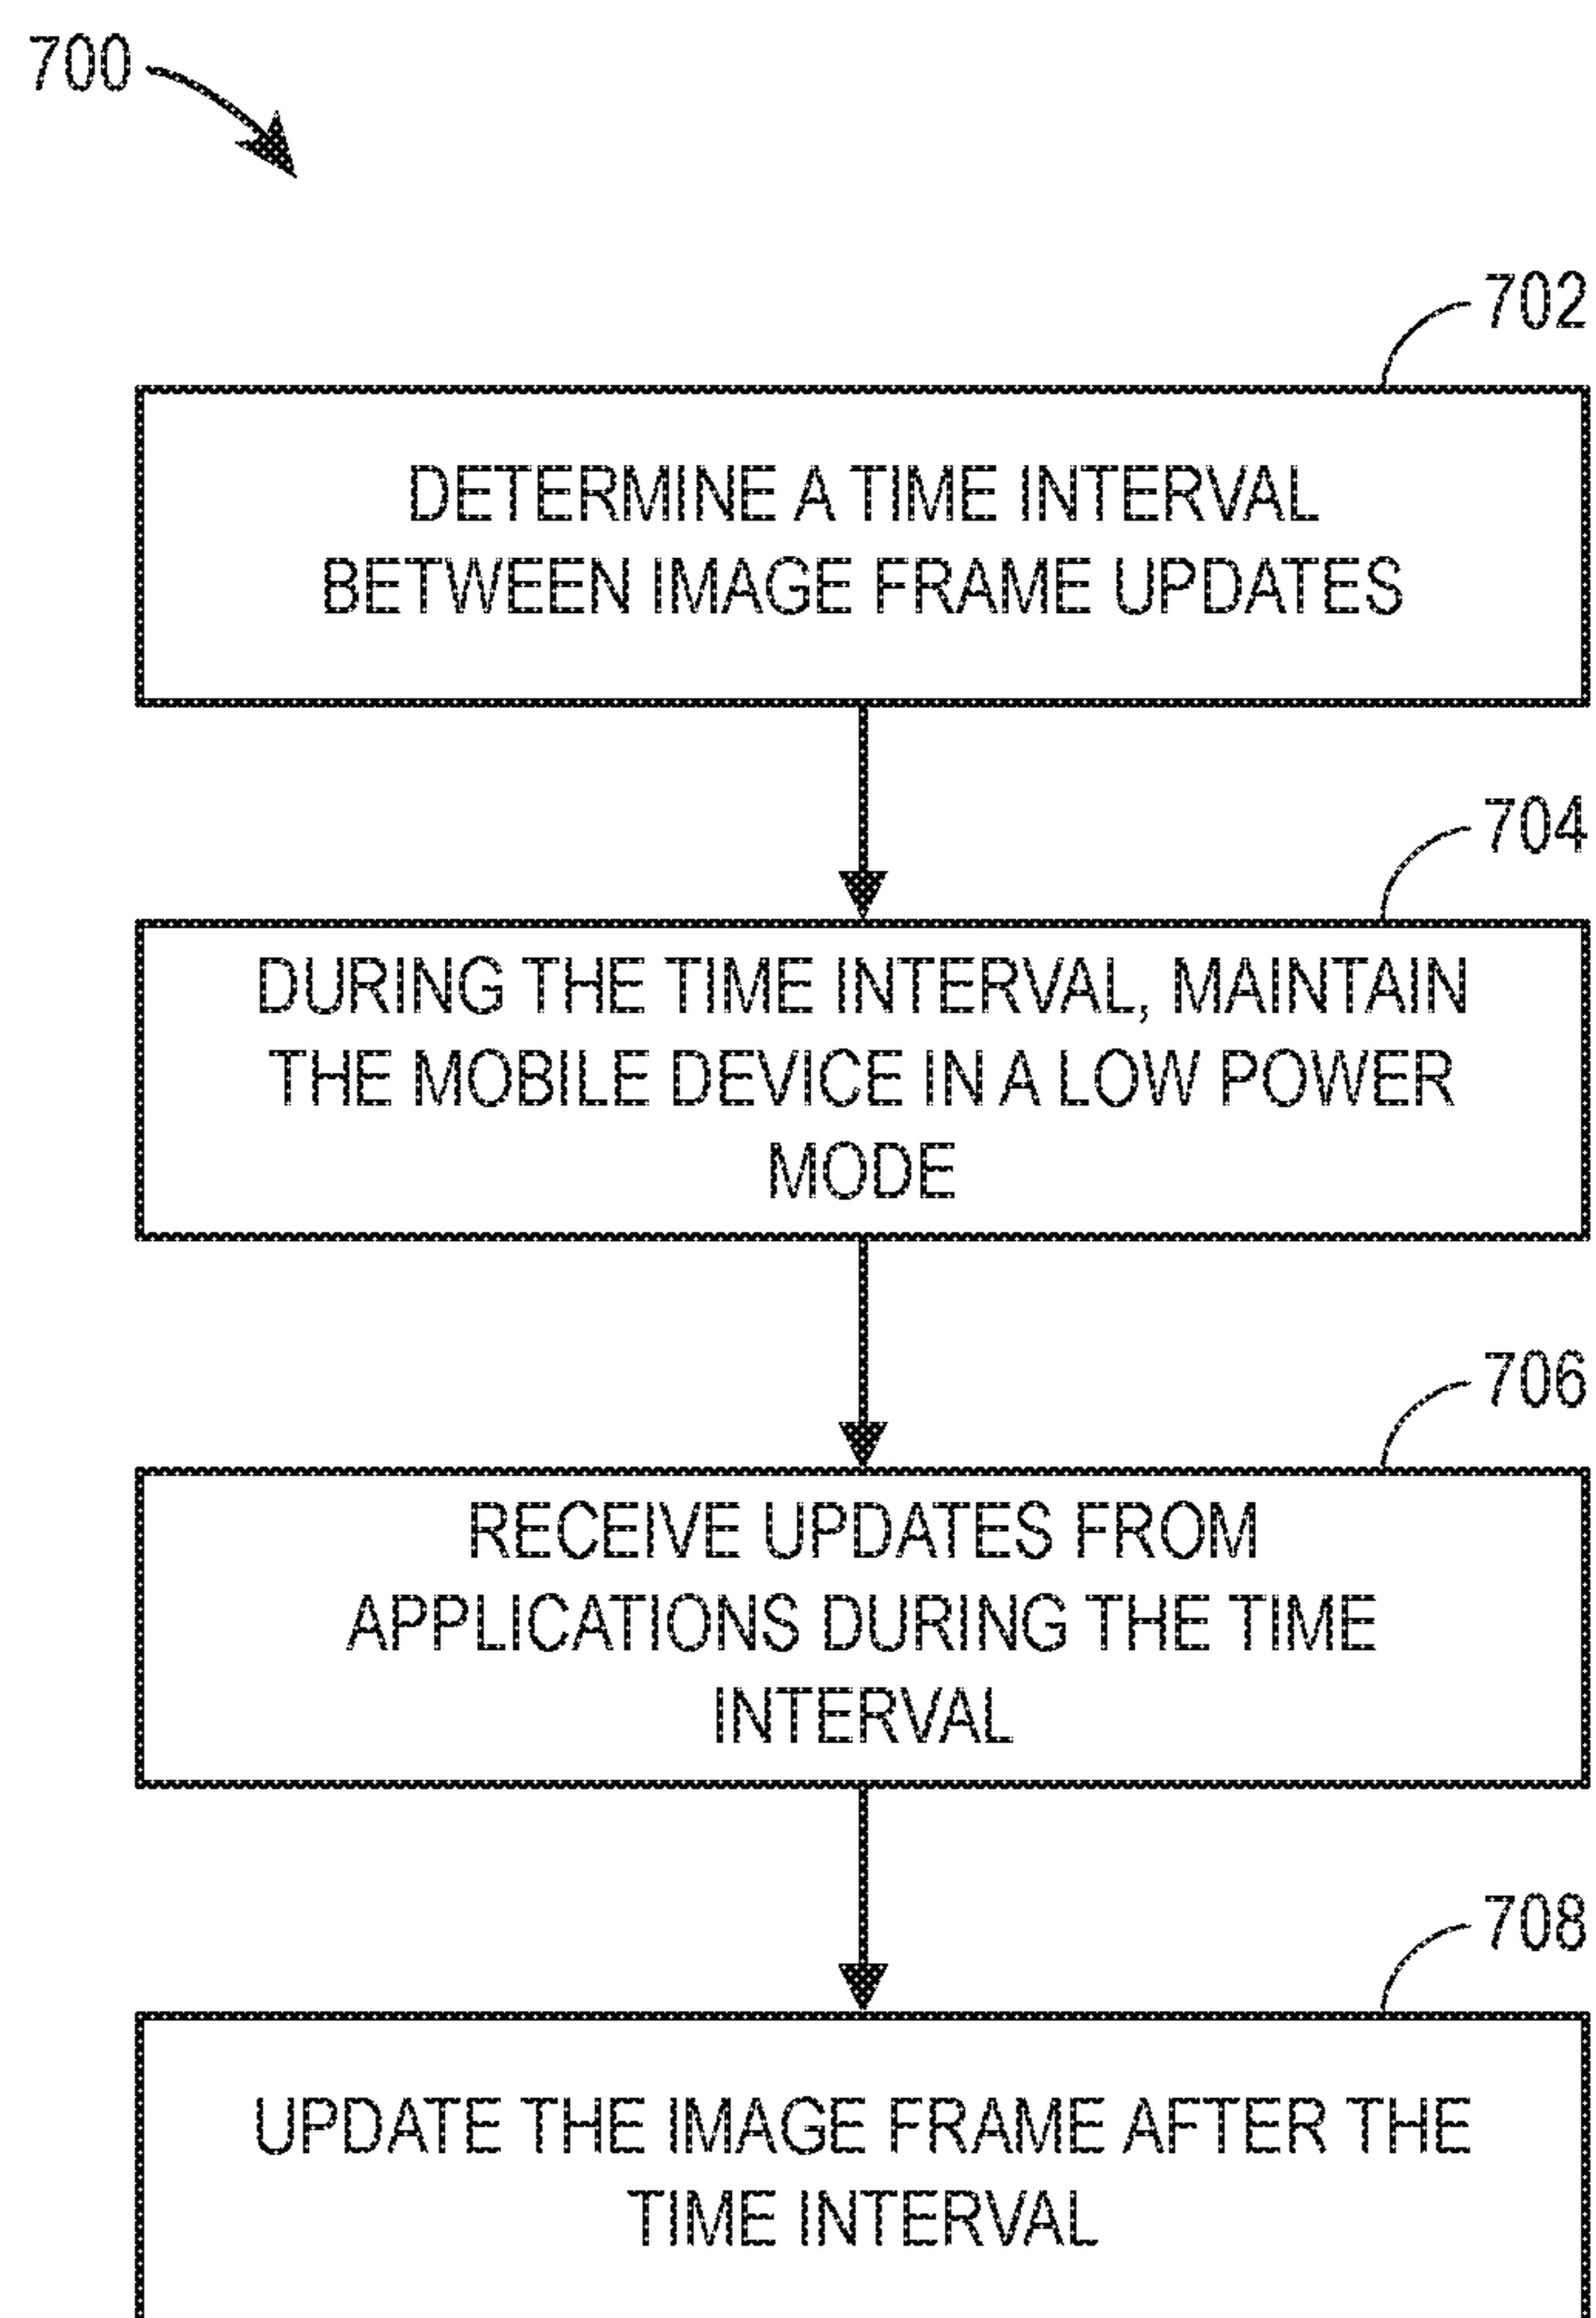 700
702
DETERMINE A TIME INTERVAL
BETWEEN IMAGE FRAME UPDATES
704
DURING THE TIME INTERVAL, MAINTAIN
THE MOBILE DEVICE IN A LOW POWER
MODE
706
RECEIVE UPDATES FROM
APPLICATIONS DURING THE TIME
INTERVAL
708
UPDATE THE IMAGE FRAME AFTER THE
TIME INTERVAL